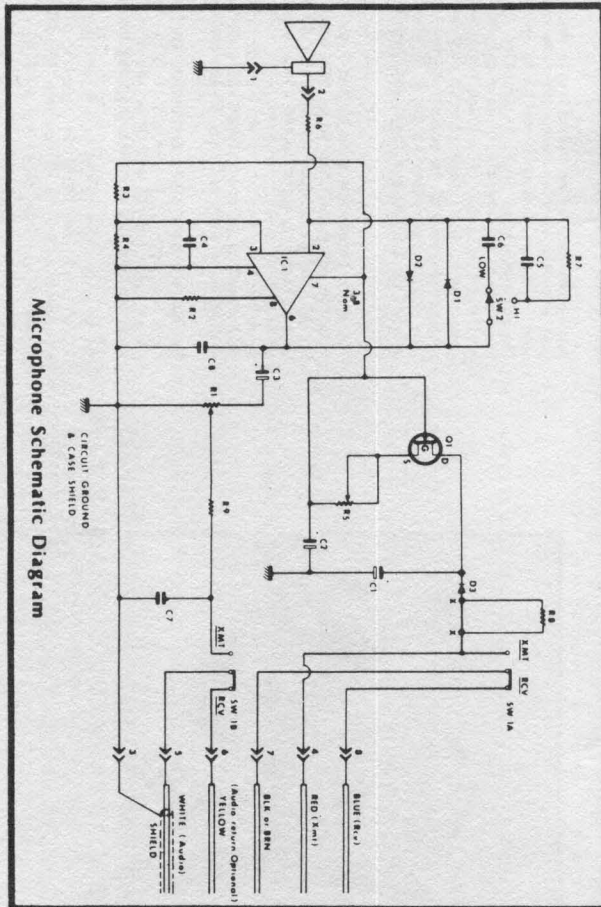 R7
R8
HI
C5
SW 2
XMT
RCV
SW 1A
C6
LOW
D3
X
X
D1
Q1
G
D
S
8
BLUE (Rcv)
D2
C1
4
RED (Xmt)
R5
C2
2
R6
7
Nom
2
7
BLK or BRN
1
IC1
6
3
4
8
XMT
RCV
SW 1B
6
YELLOW
(Audio return Optional)
C4
R2
C3
R9
C8
R1
C7
5
WHITE (Audio)
SHIELD
R3
R4
3
CIRCUIT GROUND
& CASE SHIELD
Microphone Schematic Diagram